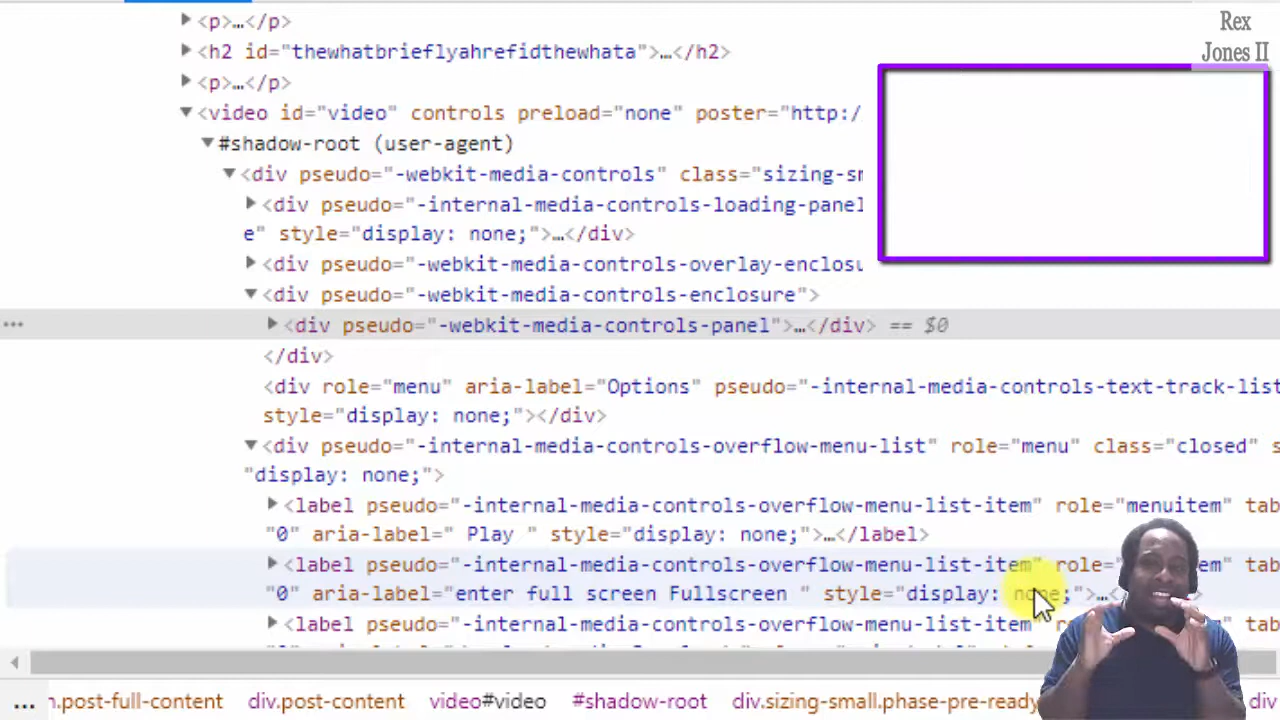 Rex
Jones II
<p>…</p>
<h2 id="thewhatbrieflyahrefidthewhata">…</h2>
<p>…</p>
<video id="video" controls preload="none" poster="http:/
#shadow-root (user-agent)
<div pseudo="-webkit-media-controls" class="sizing-sm
<div pseudo="-internal-media-controls-loading-panel
e" style="display: none;">…</div>
<div pseudo="-webkit-media-controls-overlay-enclosu
<div pseudo="-webkit-media-controls-enclosure">
... <div pseudo="-webkit-media-controls-panel">…</div> == $0
</div>
<div role="menu" aria-label="Options" pseudo="-internal-media-controls-text-track-list
style="display: none;"></div>
<div pseudo="-internal-media-controls-overflow-menu-list" role="menu" class="closed" s
"display: none;">
<label pseudo="-internal-media-controls-overflow-menu-list-item" role="menuitem" tab
"0" aria-label=" Play " style="display: none;">…</label>
<label pseudo="-internal-media-controls-overflow-menu-list-item" role=" em" tab
"0" aria-label="enter full screen Fullscreen " style="display: none;">…<
<label pseudo="-internal-media-controls-overflow-menu-list-item"
... n.post-full-content div.post-content video#video #shadow-root div.sizing-small.phase-pre-ready div